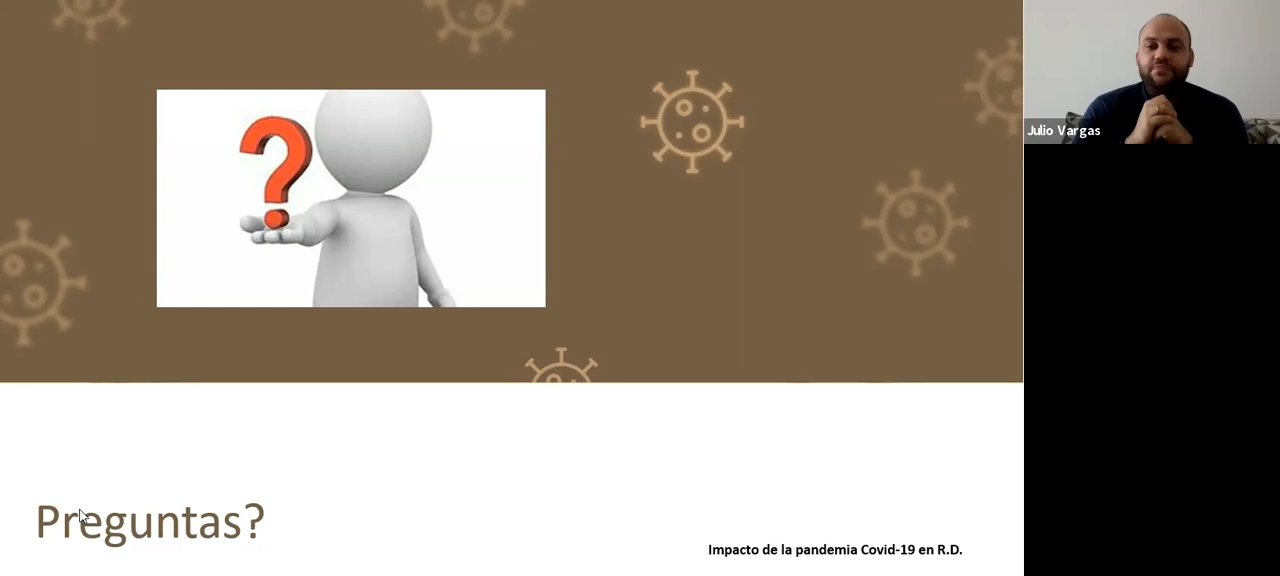 Julio Vargas
Preguntas?
Impacto de la pandemia Covid-19 en R.D.